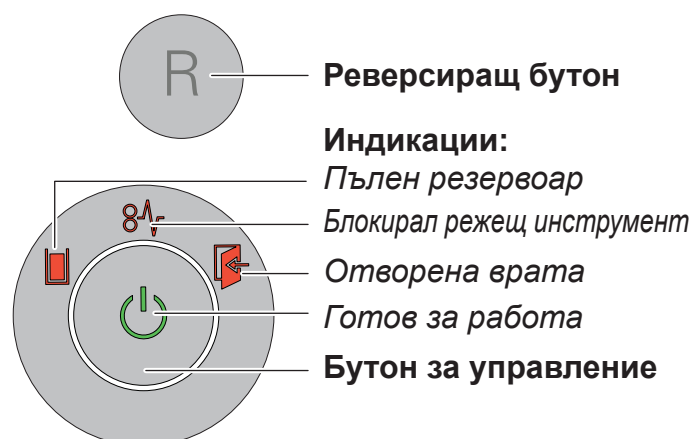 R
Реверсиращ бутон
Индикации:
Пълен резервоар
Блокирал режещ инструмент
Отворена врата
Готов за работа
Бутон за управление